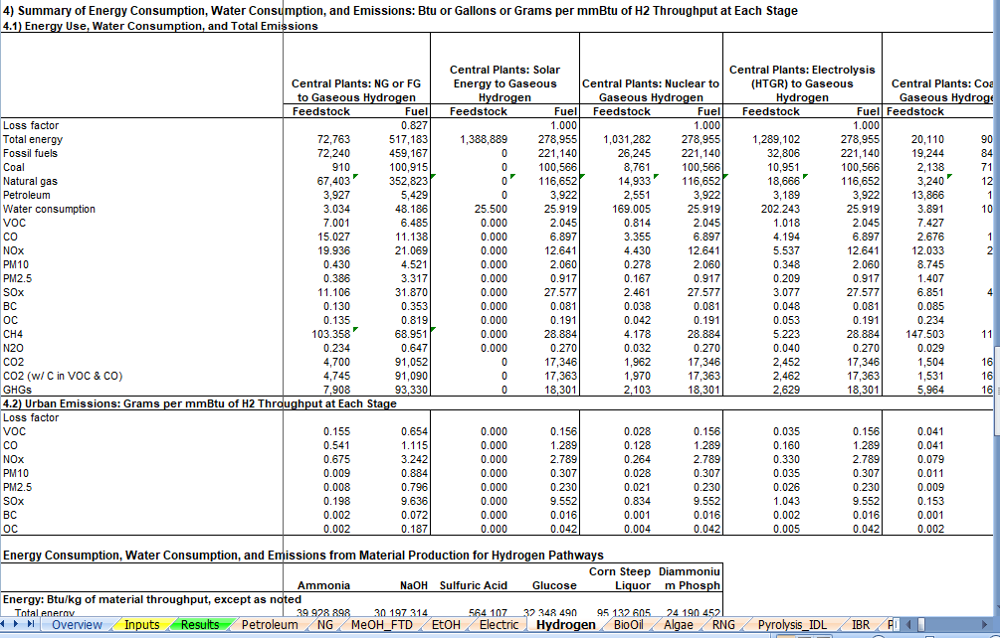 4) Summary of Energy Consumption, Water Consumption, and Emissions: Btu or Gallons or Grams per mmBtu of H2 Throughput at Each Stage
4.1) Energy Use, Water Consumption, and Total Emissions
Central Plants: NG or FG to Gaseous Hydrogen Central Plants: Solar Energy to Gaseous Hydrogen Central Plants: Nuclear to Gaseous Hydrogen Central Plants: Electrolysis (HTGR) to Gaseous Hydrogen Central Plants: Coa Gaseous Hydroge
Feedstock Fuel Feedstock Fuel Feedstock Fuel Feedstock Fuel Feedstock
Loss factor 0.827 1.000 1.000 1.000
Total energy 72,763 517,183 1,388,889 278,955 1,031,282 278,955 1,289,102 278,955 20,110 90
Fossil fuels 72,240 459,167 0 221,140 26,245 221,140 32,806 221,140 19,244 84
Coal 910 100,915 0 100,566 8,761 100,566 10,951 100,566 2,138 71
Natural gas 67,403 352,823 0 116,652 14,933 116,652 18,666 116,652 3,240 12
Petroleum 3,927 5,429 0 3,922 2,551 3,922 3,189 3,922 13,866 1
Water consumption 3.034 48.186 25.500 25.919 169.005 25.919 202.243 25.919 3.891 10
VOC 7.001 6.485 0.000 2.045 0.814 2.045 1.018 2.045 7.427
CO 15.027 11.138 0.000 6.897 3.355 6.897 4.194 6.897 2.676 1
NOx 19.936 21.069 0.000 12.641 4.430 12.641 5.537 12.641 12.033 2
PM10 0.430 4.521 0.000 2.060 0.278 2.060 0.348 2.060 8.745
PM2.5 0.386 3.317 0.000 0.917 0.167 0.917 0.209 0.917 1.407
SOx 11.106 31.870 0.000 27.577 2.461 27.577 3.077 27.577 6.851 4
BC 0.130 0.353 0.000 0.081 0.038 0.081 0.048 0.081 0.085
OC 0.135 0.819 0.000 0.191 0.042 0.191 0.053 0.191 0.234
CH4 103.358 68.951 0.000 28.884 4.178 28.884 5.223 28.884 147.503 11
N2O 0.234 0.647 0.000 0.270 0.032 0.270 0.040 0.270 0.029
CO2 4,700 91,052 0 17,346 1,962 17,346 2,452 17,346 1,504 16
CO2 (w/ C in VOC & CO) 4,745 91,090 0 17,363 1,970 17,363 2,462 17,363 1,531 16
GHGs 7,908 93,330 0 18,301 2,103 18,301 2,629 18,301 5,964 16
4.2) Urban Emissions: Grams per mmBtu of H2 Throughput at Each Stage
Loss factor
VOC 0.155 0.654 0.000 0.156 0.028 0.156 0.035 0.156 0.041
CO 0.541 1.115 0.000 1.289 0.128 1.289 0.160 1.289 0.041
NOx 0.675 3.242 0.000 2.789 0.264 2.789 0.330 2.789 0.079
PM10 0.009 0.884 0.000 0.307 0.028 0.307 0.035 0.307 0.011
PM2.5 0.008 0.796 0.000 0.230 0.021 0.230 0.026 0.230 0.009
SOx 0.198 9.636 0.000 9.552 0.834 9.552 1.043 9.552 0.153
BC 0.002 0.072 0.000 0.016 0.001 0.016 0.002 0.016 0.001
OC 0.002 0.187 0.000 0.042 0.004 0.042 0.005 0.042 0.002
Energy Consumption, Water Consumption, and Emissions from Material Production for Hydrogen Pathways
Ammonia NaOH Sulfuric Acid Glucose Corn Steep Liquor Diammoniu m Phosph
Energy: Btu/kg of material throughput, except as noted
Total energy 39,928,898 30,197,314 564,107 32,348,490 95,132,605 24,190,452
Overview Inputs Results Petroleum NG MeOH_FTD EtOH Electric Hydrogen BioOil Algae RNG Pyrolysis_IDL IBR P